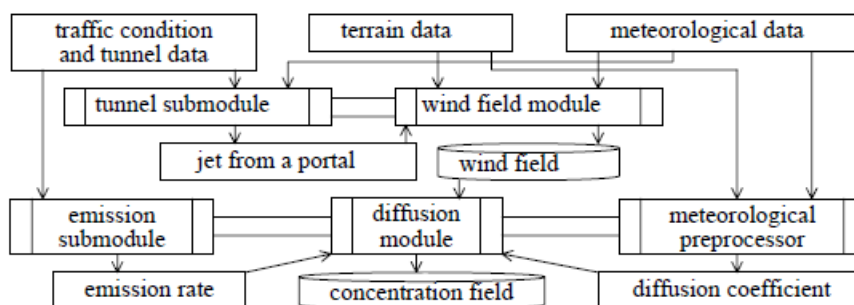 traffic condition
and tunnel data
terrain data
meteorological data
tunnel submodule
wind field module
jet from a portal
wind field
emission
submodule
diffusion
module
meteorological
preprocessor
emission rate
concentration field
diffusion coefficient